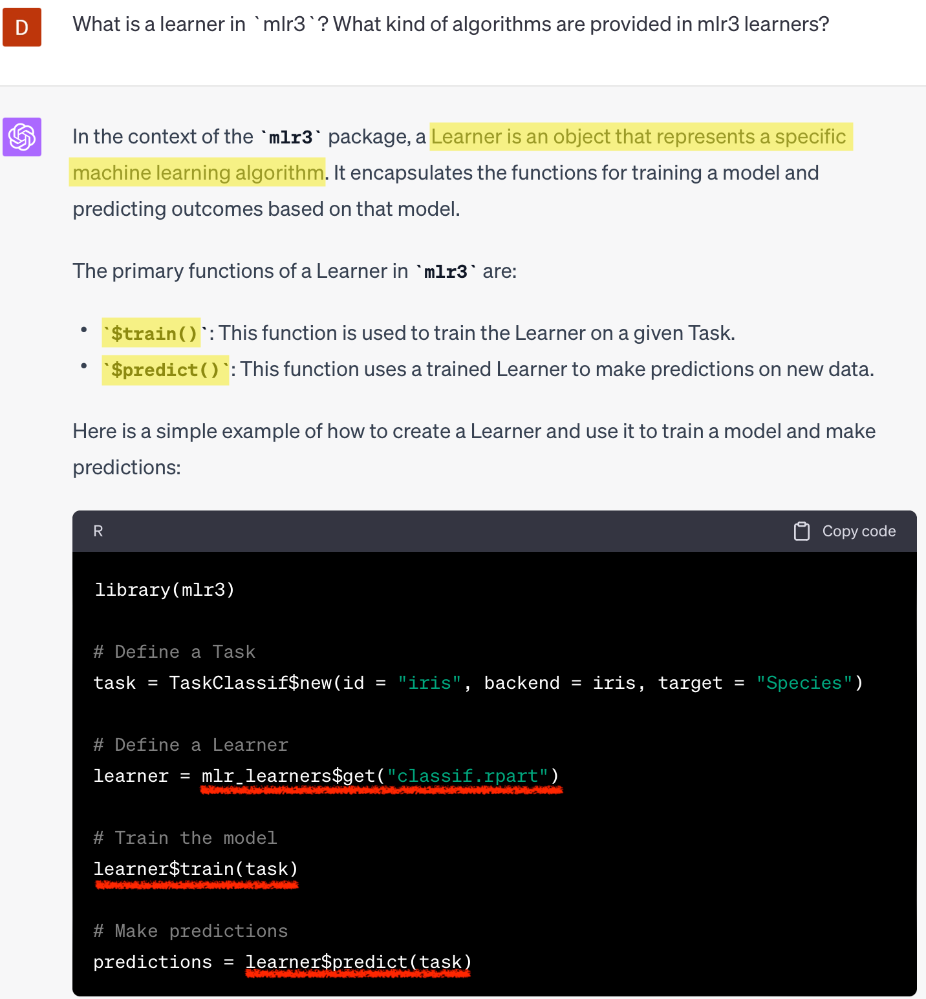 D
What is a learner in `mlr3`? What kind of algorithms are provided in mlr3 learners?
In the context of the `mlr3` package, a Learner is an object that represents a specific
machine learning algorithm. It encapsulates the functions for training a model and
predicting outcomes based on that model.
The primary functions of a Learner in `mlr3` are:
• `$train()`: This function is used to train the Learner on a given Task.
• `$predict()`: This function uses a trained Learner to make predictions on new data.
Here is a simple example of how to create a Learner and use it to train a model and make
predictions:
R
Copy code
library(mlr3)
# Define a Task
task = TaskClassif$new(id = "iris", backend = iris, target = "Species")
# Define a Learner
learner = mlr_learners$get("classif.rpart")
# Train the model
learner$train(task)
# Make predictions
predictions = learner$predict(task)